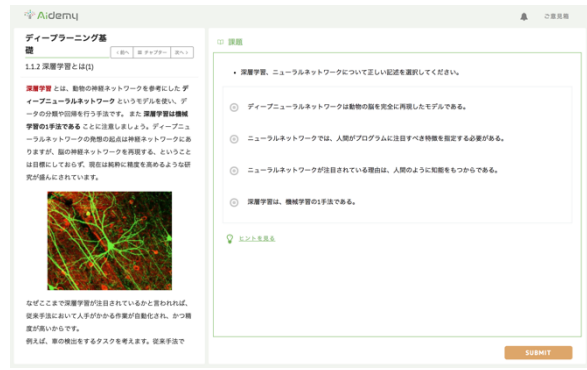 Aidemy
ご意見箱
ディープラーニング基
礎
< 前へ
チャプター
次へ >
1.1.2 深層学習とは(1)
深層学習 とは、動物の神経ネットワークを参考にした デ
ィープニューラルネットワーク というモデルを使い、デ
ータの分類や回帰を行う手法です。 また 深層学習は機械
学習の1手法である ことに注意しましょう。ディープニュ
ーラルネットワークの発想の起点は神経ネットワークにあ
りますが、脳の神経ネットワークを再現する、ということ
は目標にしておらず、現在は純粋に精度を高めるような研
究が盛んにされています。
なぜここまで深層学習が注目されているかと言われれば、
従来手法において人手がかかる作業が自動化され、かつ精
度が高いからです。
例えば、車の検出をするタスクを考えます。従来手法で
課題
• 深層学習、ニューラルネットワークについて正しい記述を選択してください。
ディープニューラルネットワークは動物の脳を完全に再現したモデルである。
ニューラルネットワークでは、人間がプログラムに注目すべき特徴を指定する必要がある。
ニューラルネットワークが注目されている理由は、人間のように知能をもつからである。
深層学習は、機械学習の1手法である。
ヒントを見る
SUBMIT